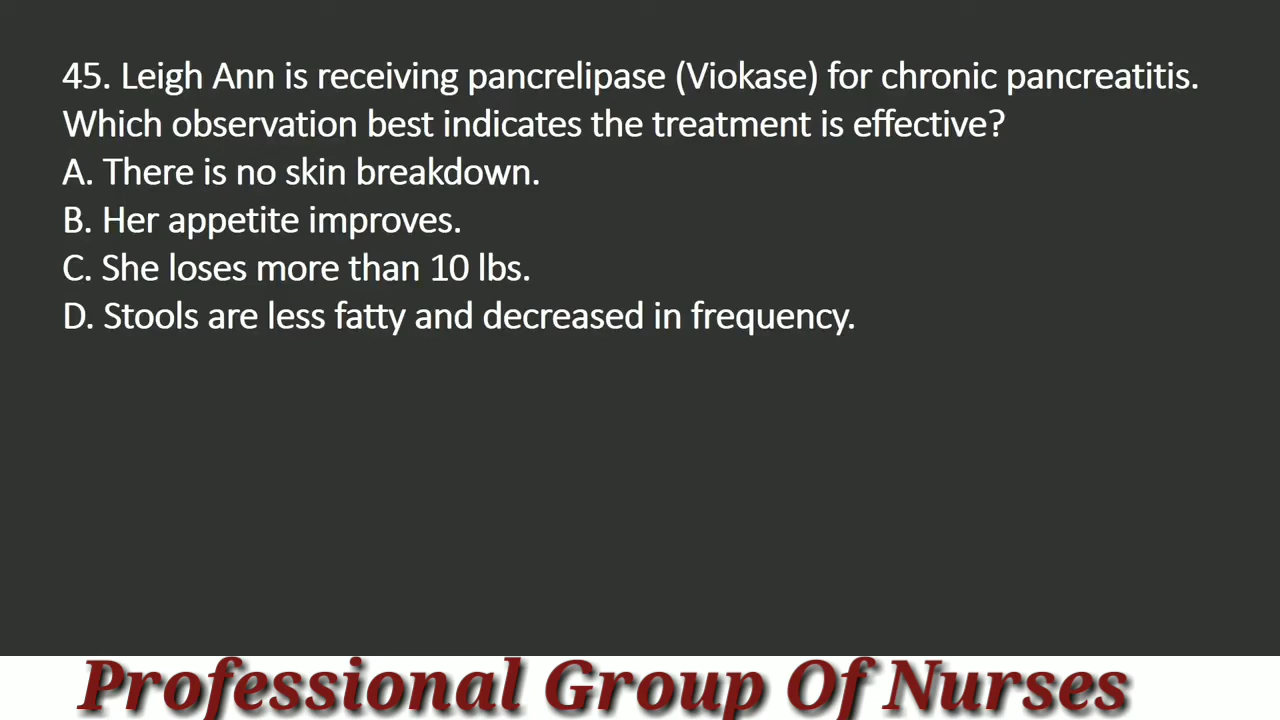 45. Leigh Ann is receiving pancrelipase (Viokase) for chronic pancreatitis.
Which observation best indicates the treatment is effective?
A. There is no skin breakdown.
B. Her appetite improves.
C. She loses more than 10 lbs.
D. Stools are less fatty and decreased in frequency.
Professional Group Of Nurses